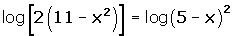 log[2(11 - x²)] = log(5 - x)²